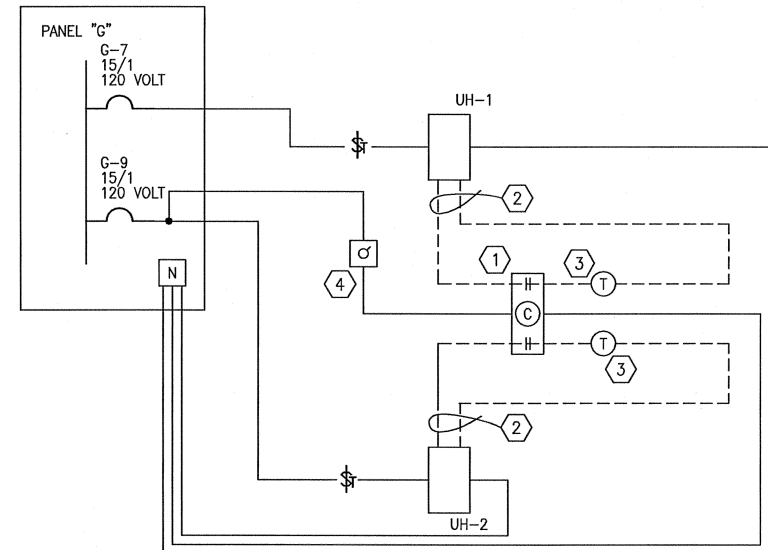 PANEL "G"
G-7
15/1
120 VOLT
UH-1
$T
2
G-9
15/1
120 VOLT
1
3
N
4
T
C
T
3
2
$T
UH-2